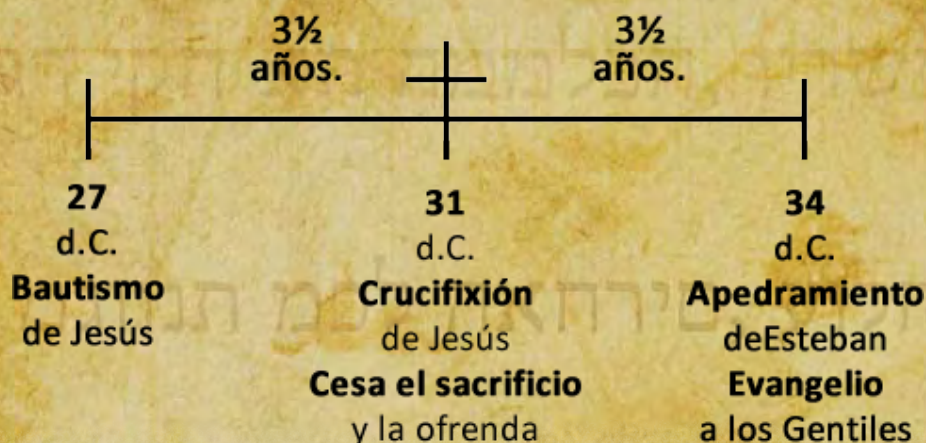 3½
años.
3½
años.
27
d.C.
Bautismo
de Jesús
31
d.C.
Crucifixión
de Jesús
Cesa el sacrificio
y la ofrenda
34
d.C.
Apedramiento
deEsteban
Evangelio
a los Gentiles